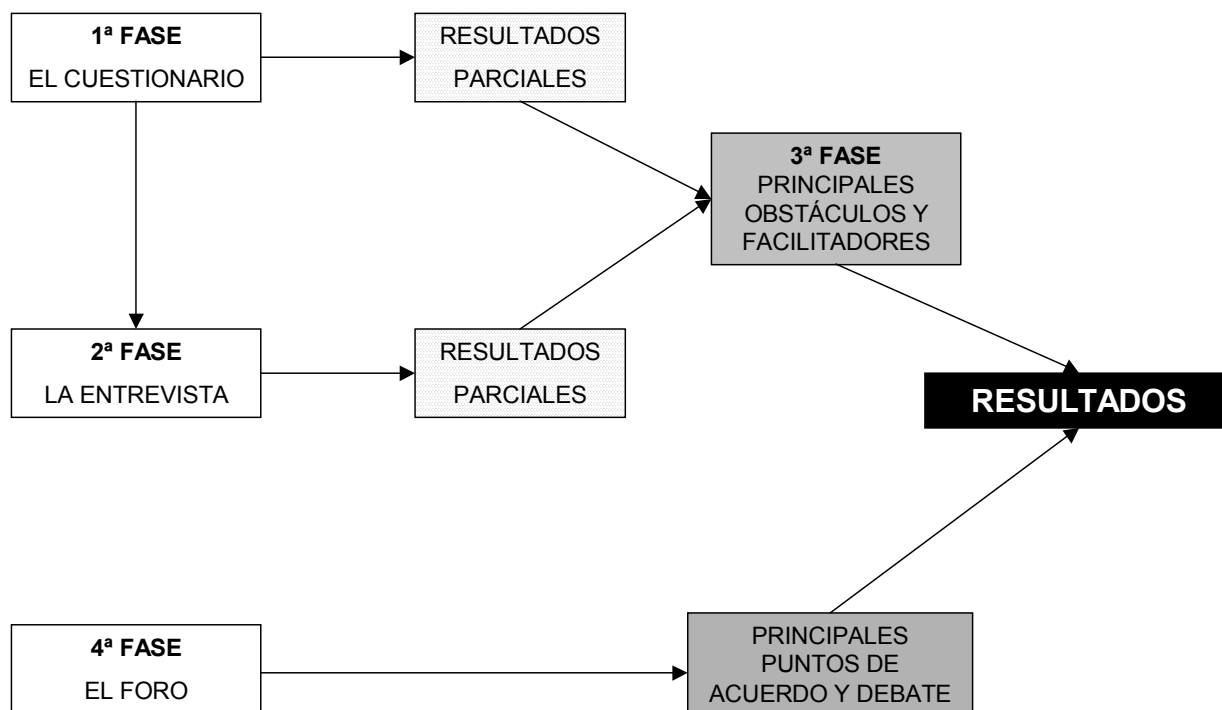 1ª FASE
EL CUESTIONARIO
RESULTADOS
PARCIALES
3ª FASE
PRINCIPALES
OBSTÁCULOS Y
FACILITADORES
2ª FASE
LA ENTREVISTA
RESULTADOS
PARCIALES
RESULTADOS
4ª FASE
EL FORO
PRINCIPALES
PUNTOS DE
ACUERDO Y DEBATE